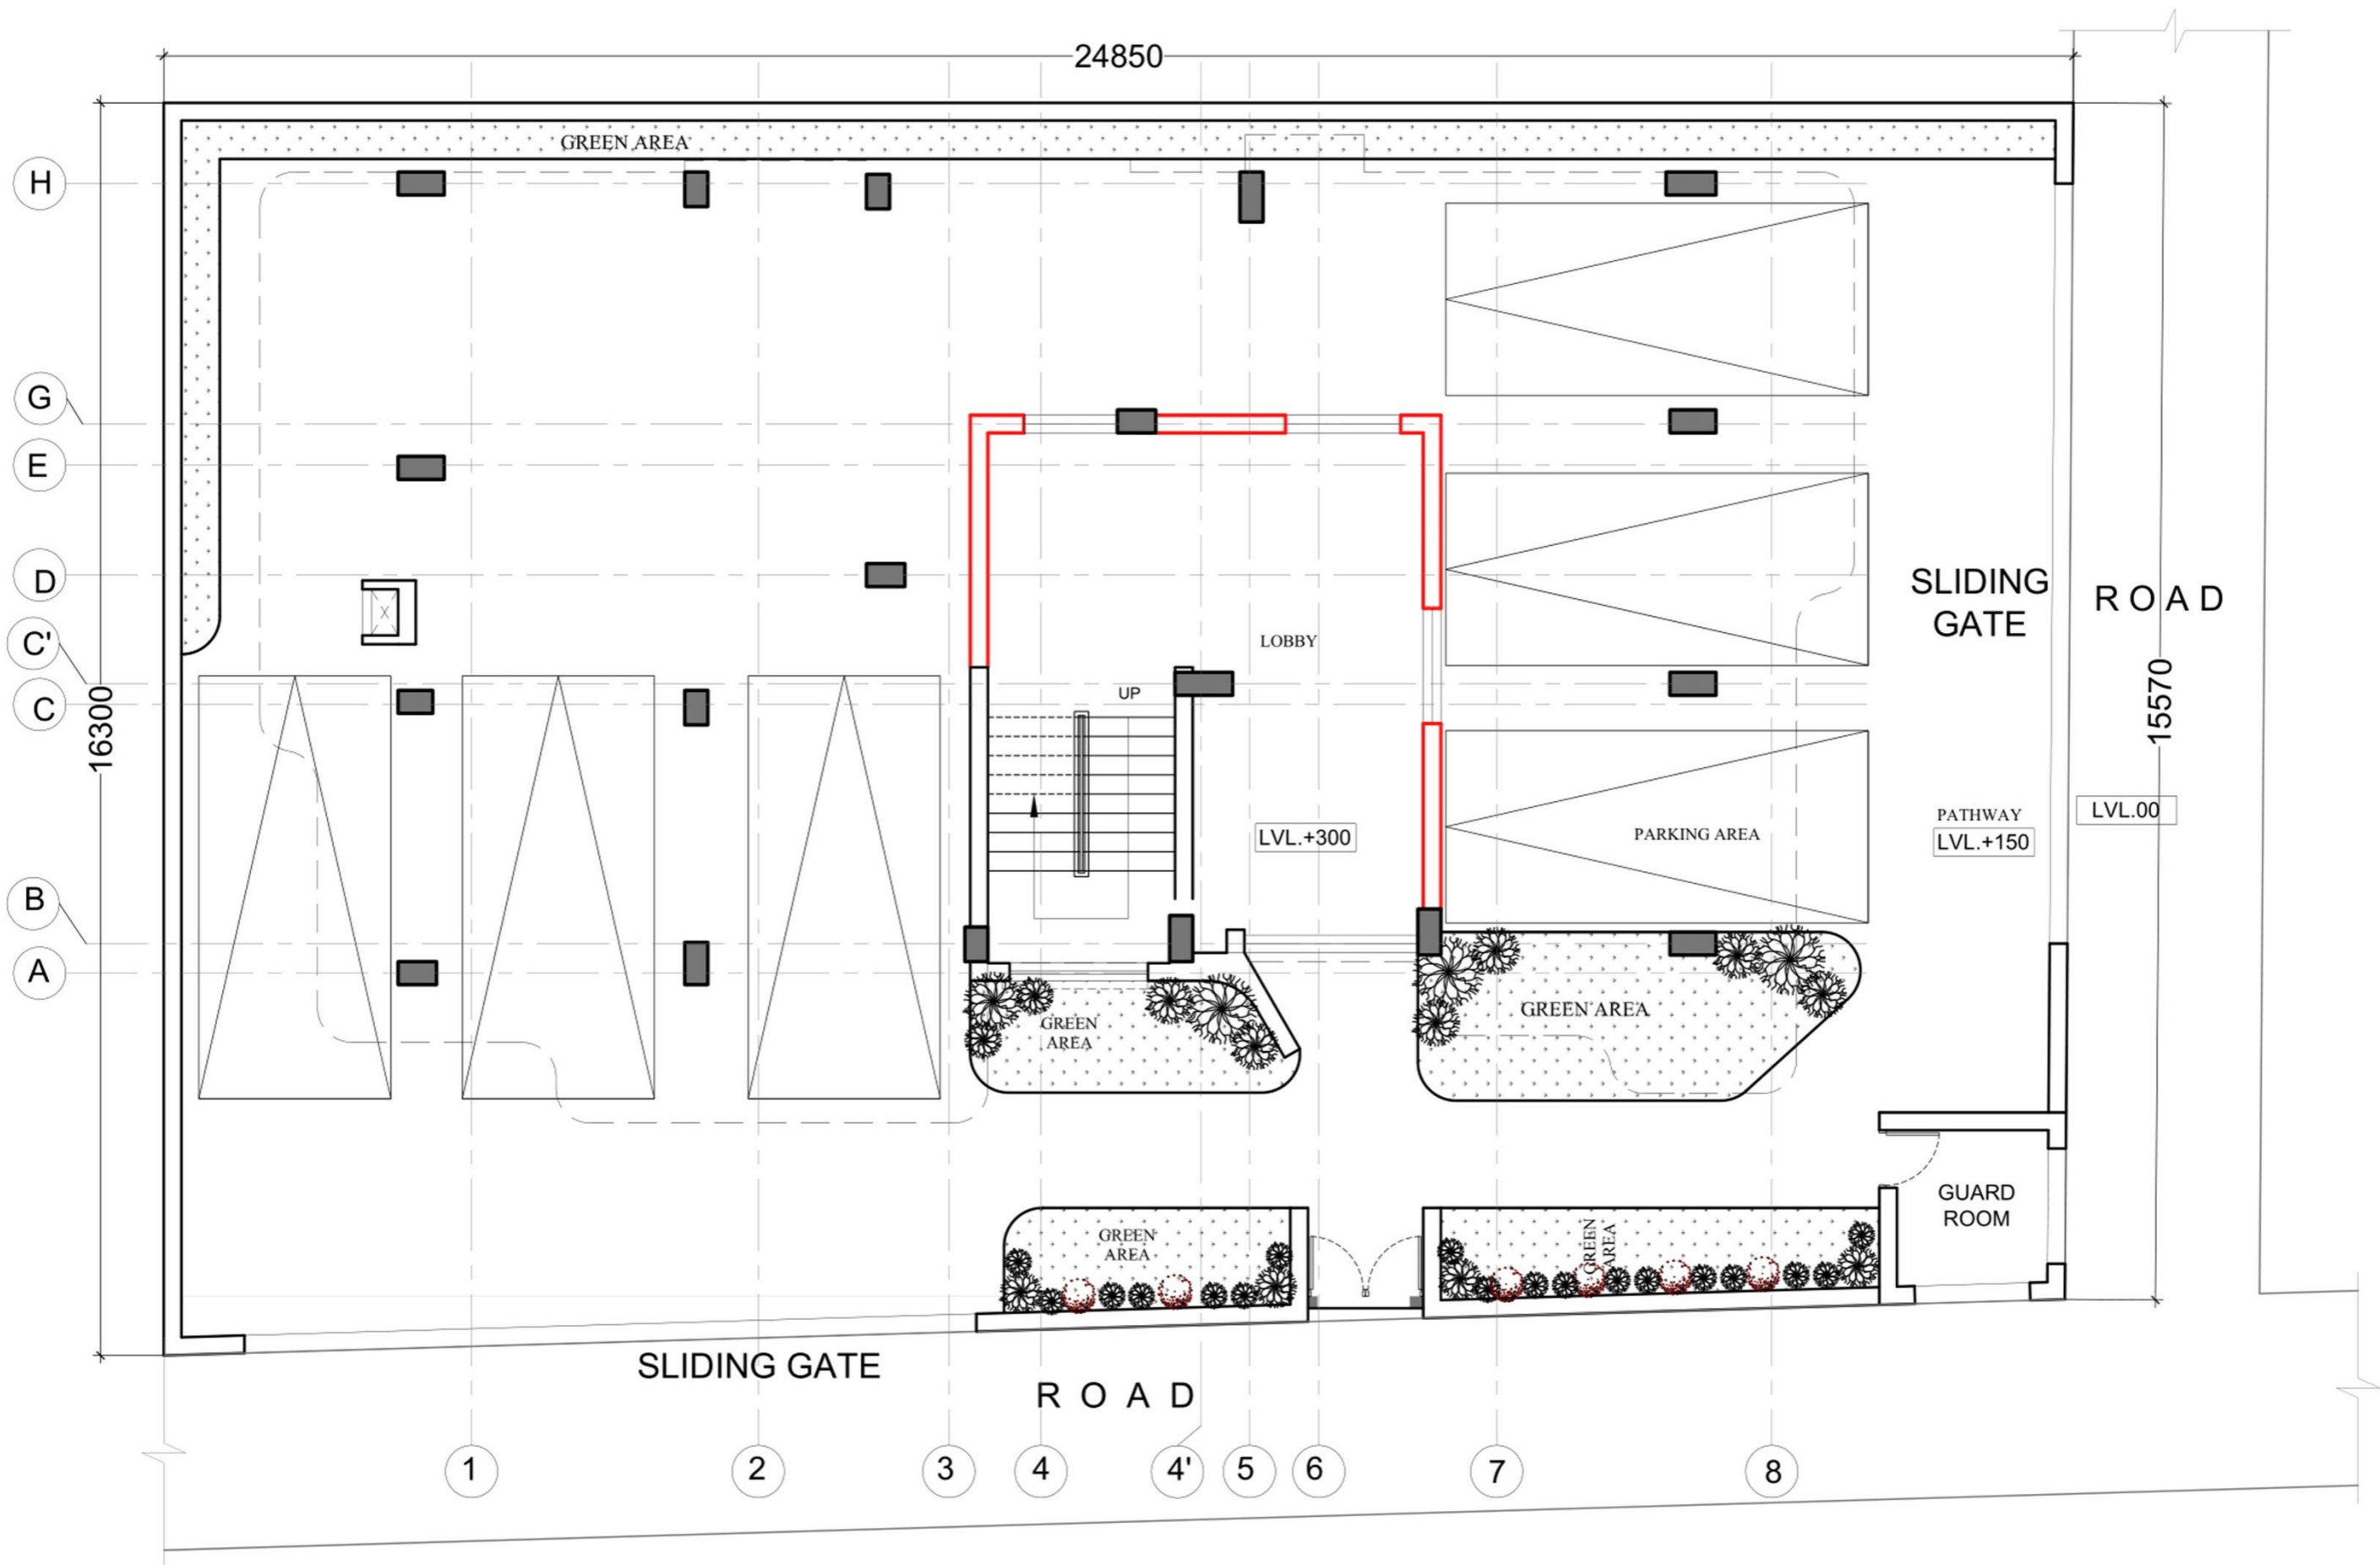 24850
GREEN AREA
H
G
E
D
C'
C
B
A
16300
15570
SLIDING
GATE
ROAD
LOBBY
UP
LVL.+300
PARKING AREA
PATHWAY
LVL.+150
LVL.00
GREEN
AREA
GREEN AREA
GREEN
AREA
GREEN
AREA
GUARD
ROOM
SLIDING GATE
ROAD
1
2
3
4
4'
5
6
7
8